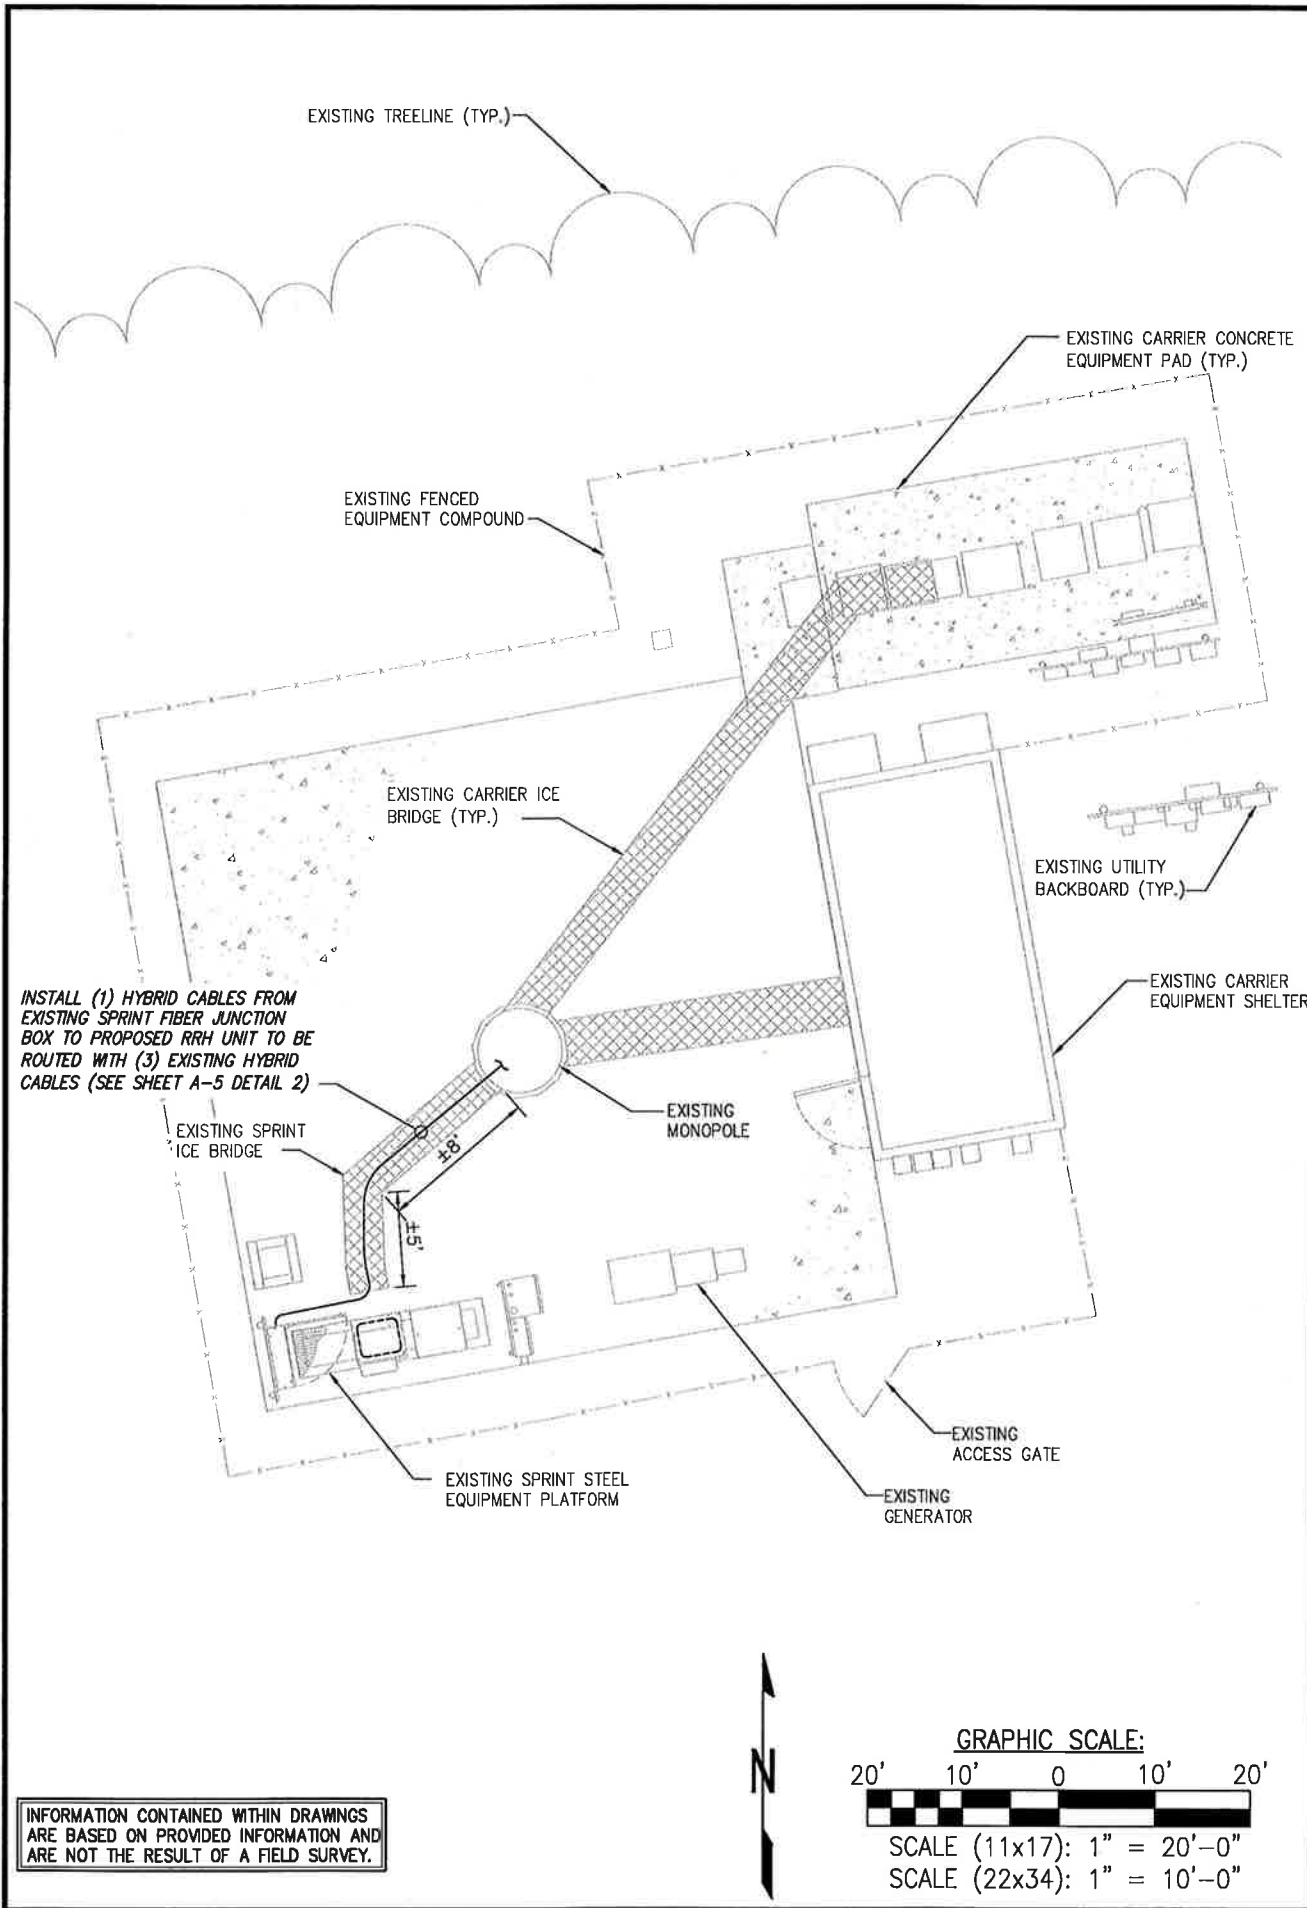 EXISTING TREELINE (TYP.)
EXISTING CARRIER CONCRETE
EQUIPMENT PAD (TYP.)
EXISTING FENCED
EQUIPMENT COMPOUND
EXISTING CARRIER ICE
BRIDGE (TYP.)
EXISTING UTILITY
BACKBOARD (TYP.)
EXISTING CARRIER
EQUIPMENT SHELTER
INSTALL (1) HYBRID CABLES FROM
EXISTING SPRINT FIBER JUNCTION
BOX TO PROPOSED RRH UNIT TO BE
ROUTED WITH (3) EXISTING HYBRID
CABLES (SEE SHEET A-5 DETAIL 2)
EXISTING SPRINT
ICE BRIDGE
EXISTING
MONOPOLE
±8'
±5'
EXISTING
ACCESS GATE
EXISTING SPRINT STEEL
EQUIPMENT PLATFORM
EXISTING
GENERATOR
N
GRAPHIC SCALE:
20' 10' 0 10' 20'
SCALE (11x17): 1" = 20'-0"
SCALE (22x34): 1" = 10'-0"
INFORMATION CONTAINED WITHIN DRAWINGS
ARE BASED ON PROVIDED INFORMATION AND
ARE NOT THE RESULT OF A FIELD SURVEY.